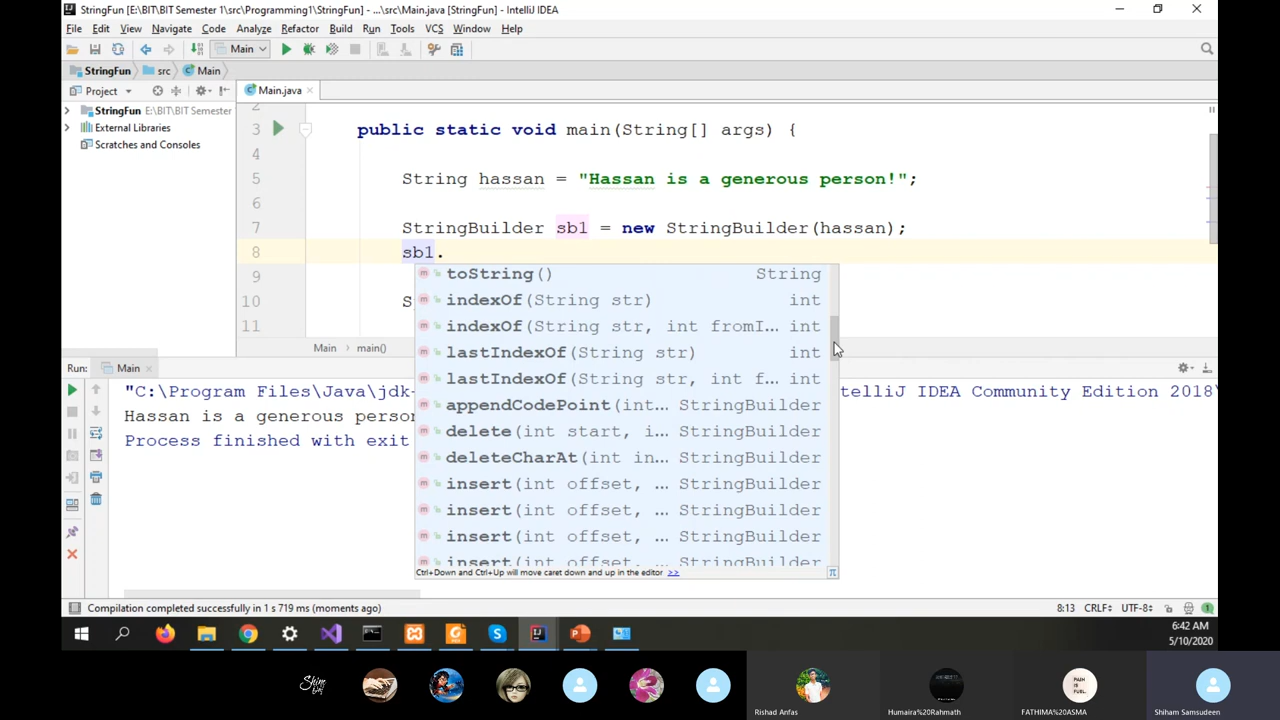 StringFun [E:\BIT\BIT Semester 1\src\Programming1\StringFun] - ...\src\Main.java [StringFun] - IntelliJ IDEA
File Edit View Navigate Code Analyze Refactor Build Run Tools VCS Window Help
Main
StringFun src Main
Project
Main.java
StringFun E:\BIT\BIT Semester
External Libraries
Scratches and Consoles
2
3 public static void main(String[] args) {
4
5 String hassan = "Hassan is a generous person!";
6
7 StringBuilder sb1 = new StringBuilder(hassan);
8 sb1.
9
10 S
11
toString() String
indexOf(String str) int
indexOf(String str, int fromI... int
lastIndexOf(String str) int
lastIndexOf(String str, int f... int
appendCodePoint(int... StringBuilder
delete(int start, i... StringBuilder
deleteCharAt(int in... StringBuilder
insert(int offset, ... StringBuilder
insert(int offset, ... StringBuilder
insert(int offset, ... StringBuilder
insert(int offset, ... StringBuilder
Ctrl+Down and Ctrl+Up will move caret down and up in the editor >>
π
Main main()
Run: Main
"C:\Program Files\Java\jdk- telliJ IDEA Community Edition 2018\
Hassan is a generous person
Process finished with exit
Compilation completed successfully in 1 s 719 ms (moments ago)
8:13 CRLF UTF-8
6:42 AM
5/10/2020
Rishad Anfas
Humaira%20Rahmath
FATHIMA%20ASMA
Shiham Samsudeen